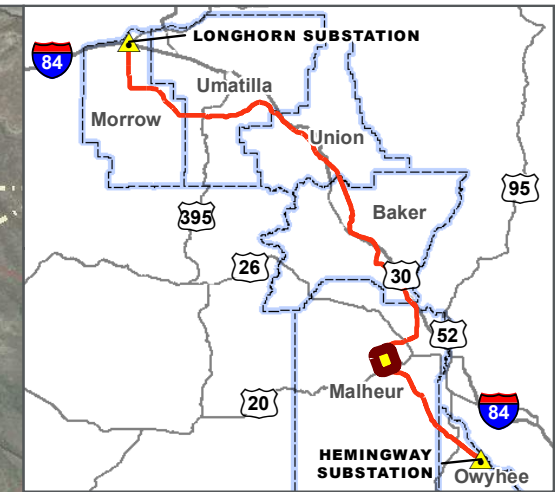 LONGHORN SUBSTATION
84
Umatilla
Morrow
Union
95
Baker
395
26
30
52
Malheur
20
84
HEMINGWAY
SUBSTATION
Owyhee